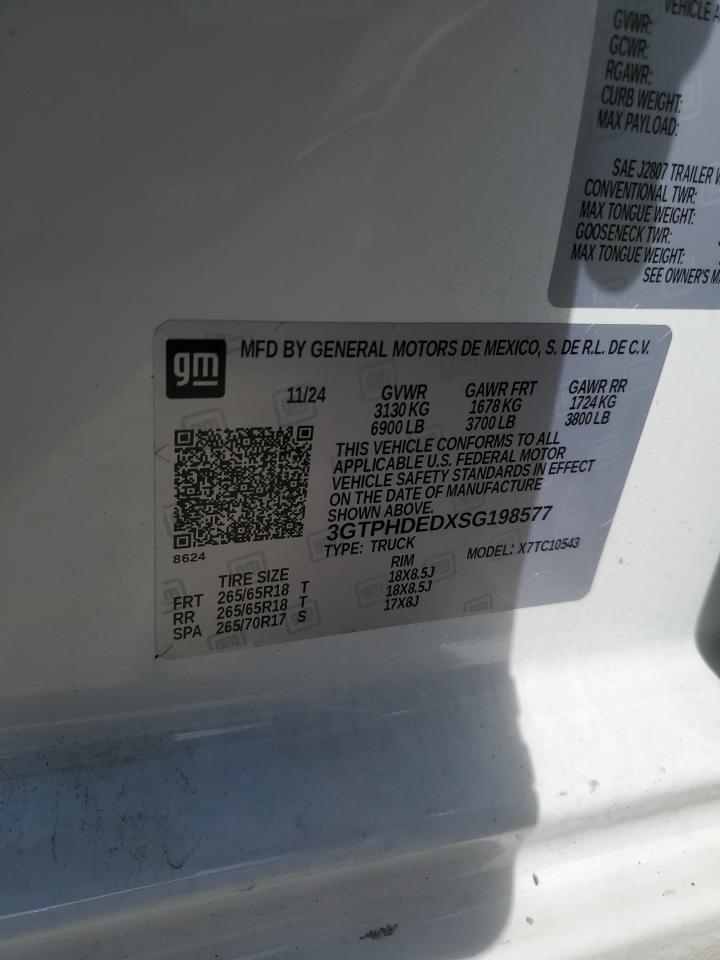 VEHICLE
GVWR:
GCWR:
RGAWR:
CURB WEIGHT:
MAX PAYLOAD:
SAE J2807 TRAILER
CONVENTIONAL TWR:
MAX TONGUE WEIGHT:
GOOSENECK TWR:
MAX TONGUE WEIGHT:
SEE OWNER'S
gm MFD BY GENERAL MOTORS DE MEXICO, S. DE R.L. DE C.V.
11/24 GVWR GAWR FRT GAWR RR
3130 KG 1678 KG 1724 KG
6900 LB 3700 LB 3800 LB
THIS VEHICLE CONFORMS TO ALL
APPLICABLE U.S. FEDERAL MOTOR
VEHICLE SAFETY STANDARDS IN EFFECT
ON THE DATE OF MANUFACTURE
SHOWN ABOVE.
3GTPHDEDXSG198577
8624 TYPE: TRUCK MODEL: X7TC10543
TIRE SIZE RIM
FRT 265/65R18 T 18X8.5J
RR 265/65R18 T 18X8.5J
SPA 265/70R17 S 17X8J